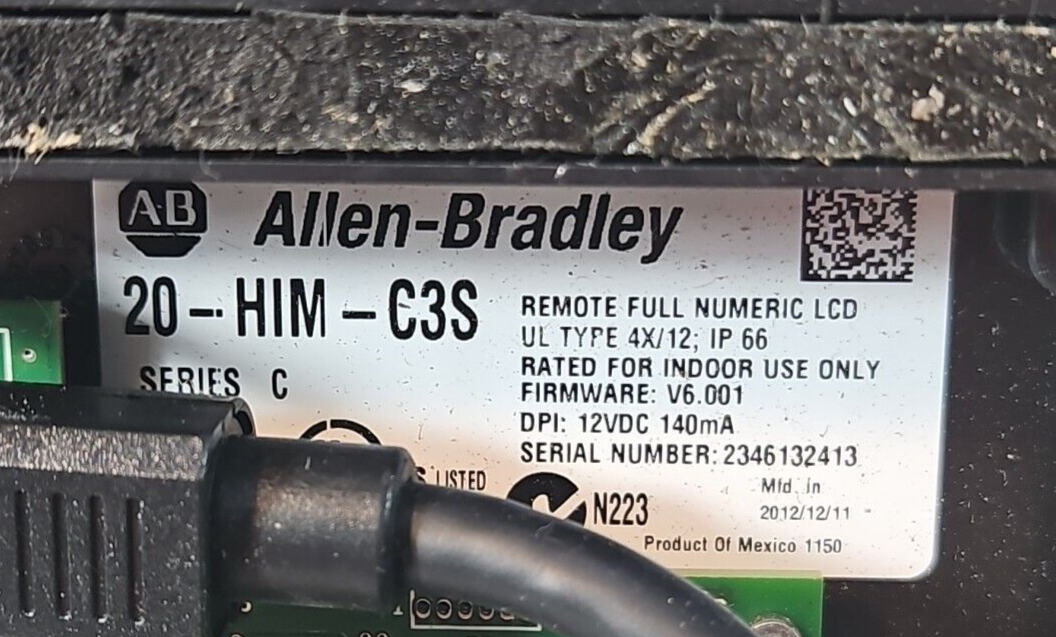 AB Allen-Bradley
20-HIM-C3S
SERIES C
REMOTE FULL NUMERIC LCD
UL TYPE 4X/12; IP 66
RATED FOR INDOOR USE ONLY
FIRMWARE: V6.001
DPI: 12VDC 140mA
SERIAL NUMBER: 2346132413
LISTED
N223
Mfd. in
2012/12/11
Product Of Mexico 1150